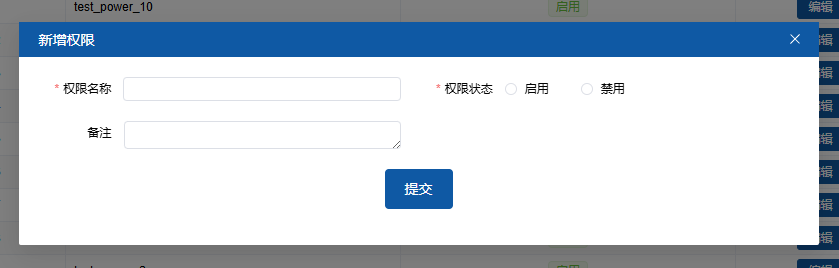 test_power_10 启用 编辑
新增权限
* 权限名称 * 权限状态 启用 禁用
备注
提交
启用 编辑